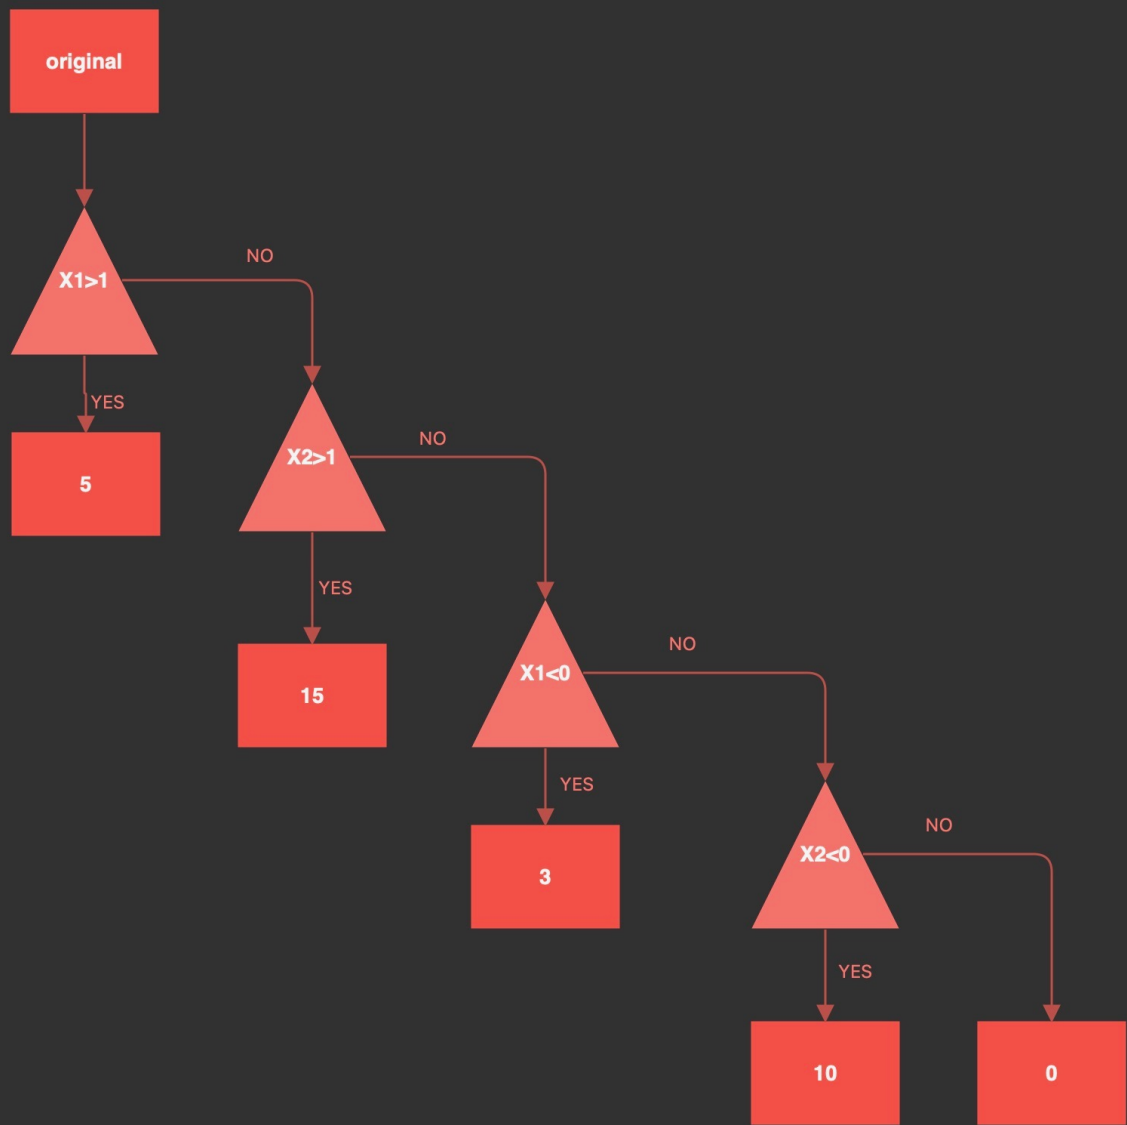 original
X1>1
NO
YES
5
X2>1
NO
YES
15
X1<0
NO
YES
3
X2<0
NO
YES
10
0